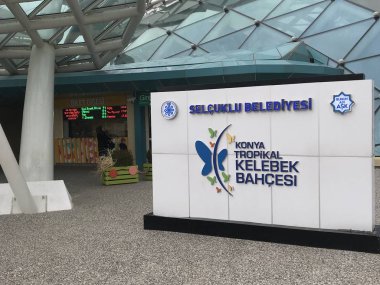 SELÇUKLU BELEDİYESİ
KONYA
TROPİKAL
KELEBEK
BAHÇESİ